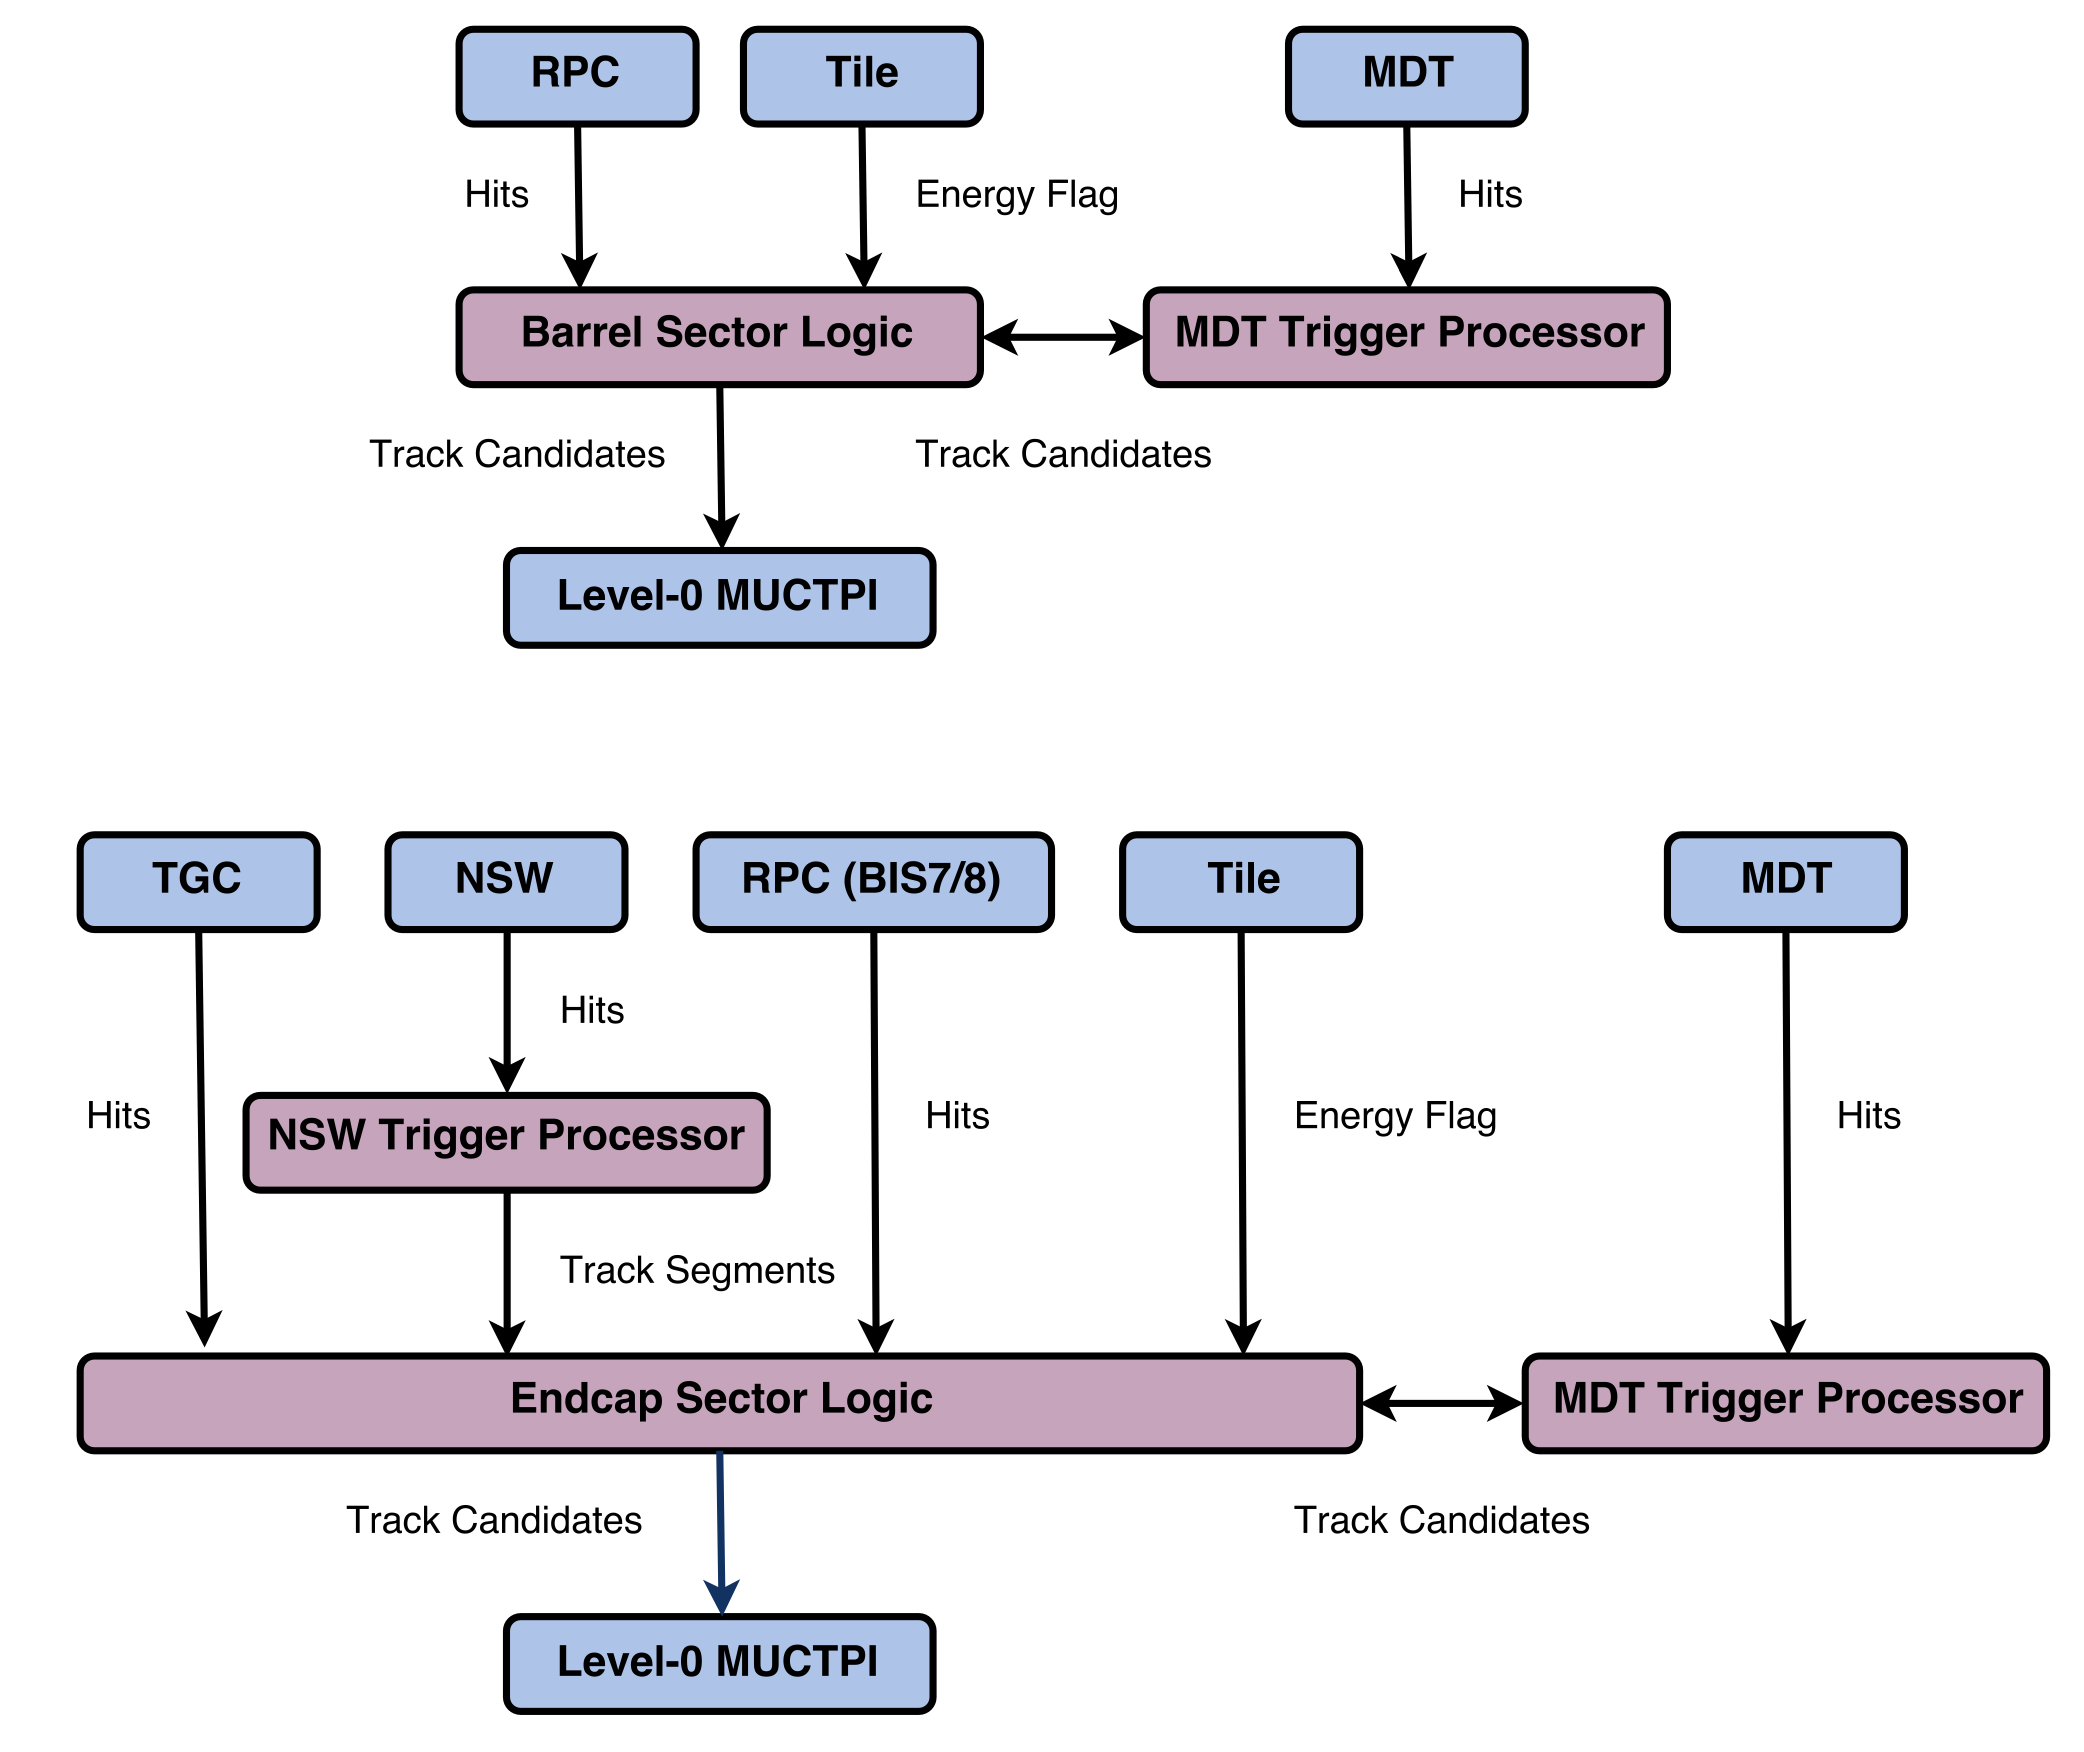 RPC
Tile
MDT
Hits
Energy Flag
Hits
Barrel Sector Logic
MDT Trigger Processor
Track Candidates
Track Candidates
Level-0 MUCTPI
TGC
NSW
RPC (BIS7/8)
Tile
MDT
Hits
Hits
NSW Trigger Processor
Hits
Energy Flag
Hits
Track Segments
Endcap Sector Logic
MDT Trigger Processor
Track Candidates
Track Candidates
Level-0 MUCTPI